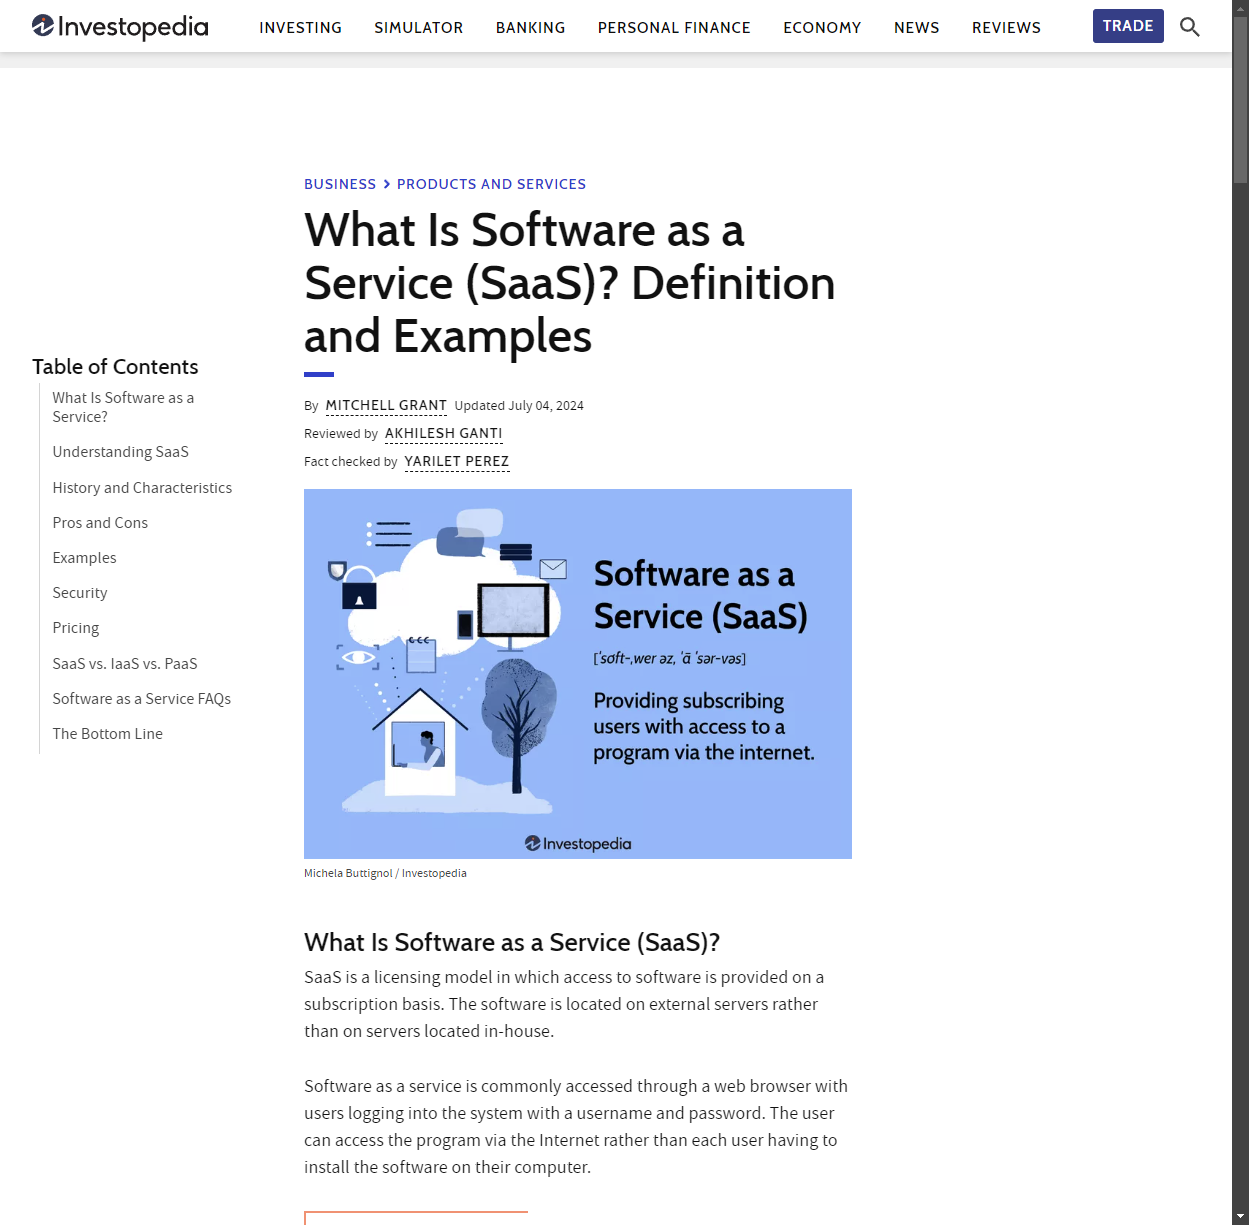 Investopedia
INVESTING SIMULATOR BANKING PERSONAL FINANCE ECONOMY NEWS REVIEWS TRADE
BUSINESS > PRODUCTS AND SERVICES
What Is Software as a
Service (SaaS)? Definition
and Examples
By MITCHELL GRANT Updated July 04, 2024
Reviewed by AKHILESH GANTI
Fact checked by YARILET PEREZ
Table of Contents
What Is Software as a
Service?
Understanding SaaS
History and Characteristics
Pros and Cons
Examples
Security
Pricing
SaaS vs. IaaS vs. PaaS
Software as a Service FAQs
The Bottom Line
Software as a
Service (SaaS)
['soft-,wer əz, 'ā 'sər-vəs]
Providing subscribing
users with access to a
program via the internet.
Investopedia
Michela Buttignol / Investopedia
What Is Software as a Service (SaaS)?
SaaS is a licensing model in which access to software is provided on a
subscription basis. The software is located on external servers rather
than on servers located in-house.
Software as a service is commonly accessed through a web browser with
users logging into the system with a username and password. The user
can access the program via the Internet rather than each user having to
install the software on their computer.